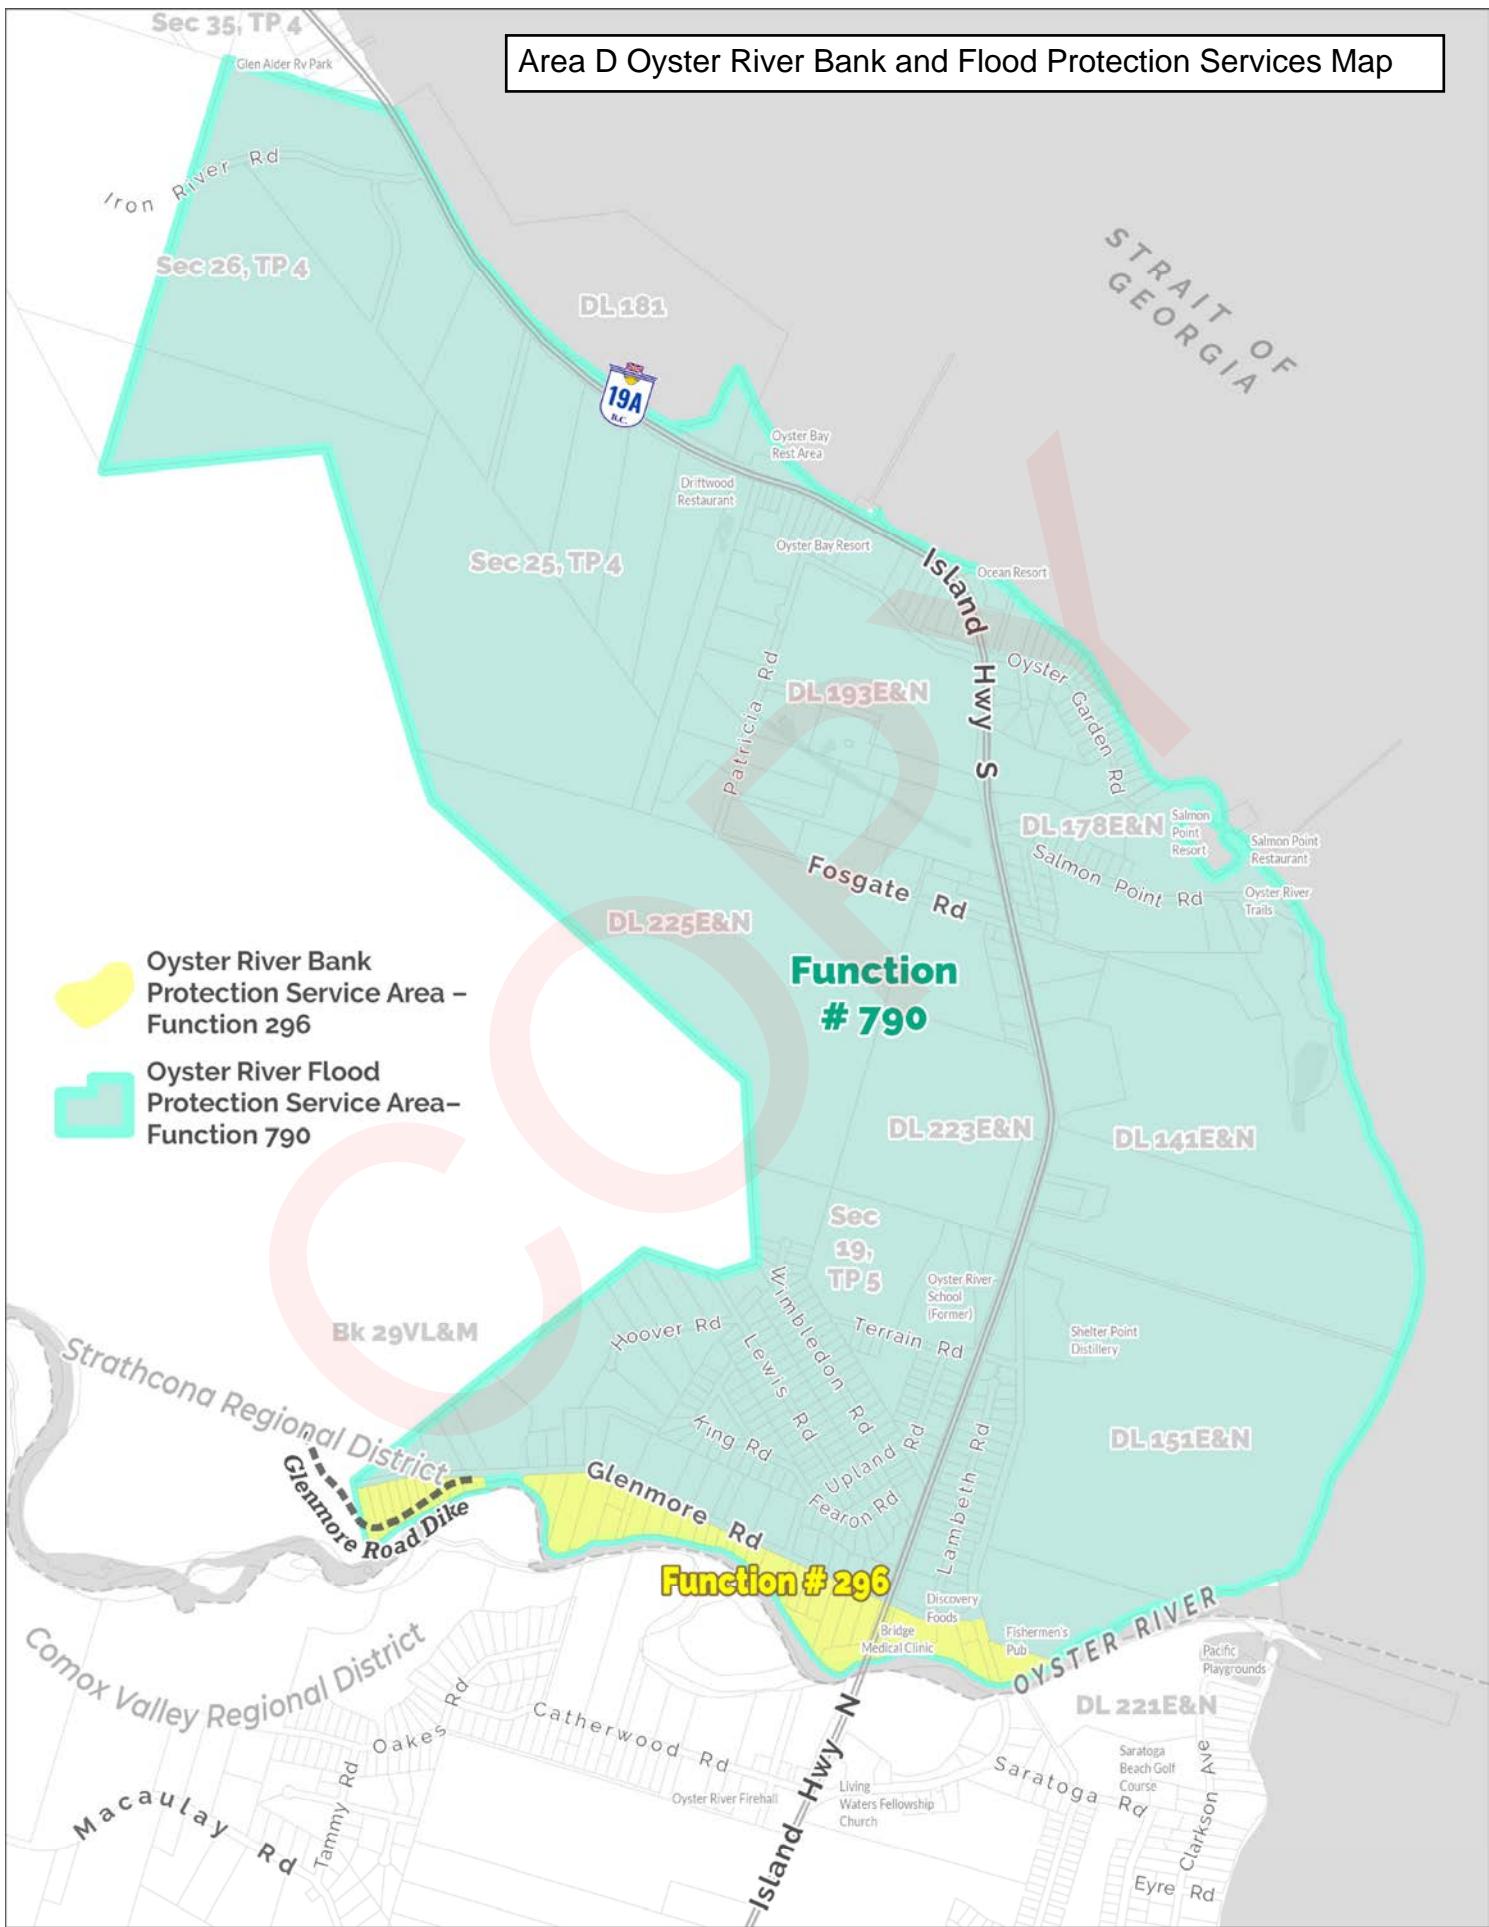 Sec 35, TP 4
Glen Alder Rv Park
Area D Oyster River Bank and Flood Protection Services Map
Iron River Rd
Sec 26, TP 4
STRAIT OF
GEORGIA
DL 181
19A
B.C.
Oyster Bay
Rest Area
Driftwood
Restaurant
Oyster Bay Resort
Sec 25, TP 4
Island Hwy S
Ocean Resort
Patricia Rd
DL 193E&N
Oyster Garden Rd
DL 178E&N
Salmon
Point
Resort
Salmon Point
Restaurant
Salmon Point Rd
Oyster River
Trails
Fosgate Rd
DL 225E&N
Function
# 790
Oyster River Bank
Protection Service Area –
Function 296
Oyster River Flood
Protection Service Area–
Function 790
COPY
DL 223E&N
DL 141E&N
Sec
19,
TP 5
Oyster River
School
(Former)
Bk 29VL&M
Hoover Rd
Wimbledon Rd
Lewis Rd
Terrain Rd
Shelter Point
Distillery
Strathcona Regional District
King Rd
Upland Rd
Fearon Rd
Lambeth Rd
DL 151E&N
Glenmore Rd
Glenmore Road Dike
Function # 296
Discovery
Foods
Bridge
Medical Clinic
Fishermen's
Pub
OYSTER RIVER
Pacific
Playgrounds
Comox Valley Regional District
DL 221E&N
Oakes Rd
Catherwood Rd
Island Hwy N
Saratoga Rd
Saratoga
Beach Golf
Course
Clarkson Ave
Macaulay Rd
Tammy Rd
Oyster River Firehall
Living
Waters Fellowship
Church
Eyre Rd